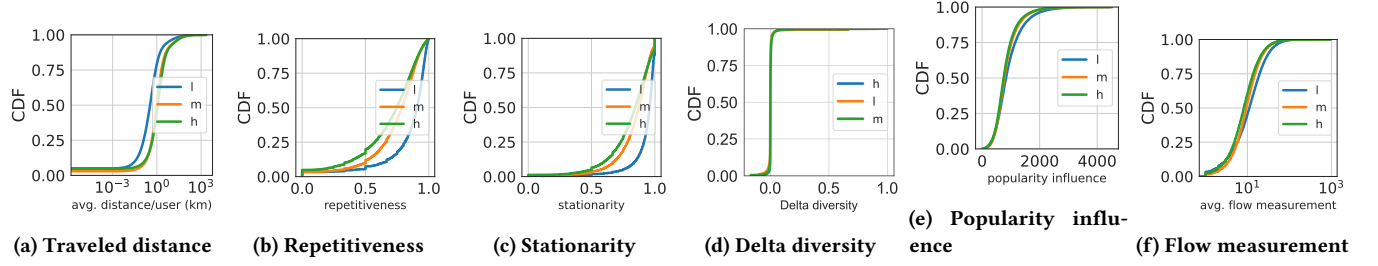 1.00
0.75
0.50
0.25
0.00
CDF
l
m
h
10⁻³ 10⁰ 10³
avg. distance/user (km)
(a) Traveled distance
1.00
0.75
0.50
0.25
0.00
CDF
l
m
h
0.0 0.5 1.0
repetitiveness
(b) Repetitiveness
1.00
0.75
0.50
0.25
0.00
CDF
l
m
h
0.0 0.5 1.0
stationarity
(c) Stationarity
1.00
0.75
0.50
0.25
0.00
CDF
h
l
m
0.0 0.5 1.0
Delta diversity
(d) Delta diversity
1.00
0.75
0.50
0.25
0.00
CDF
l
m
h
0 2000 4000
popularity influence
(e) Popularity influ-
ence
1.00
0.75
0.50
0.25
0.00
CDF
l
m
h
10¹ 10³
avg. flow measurement
(f) Flow measurement